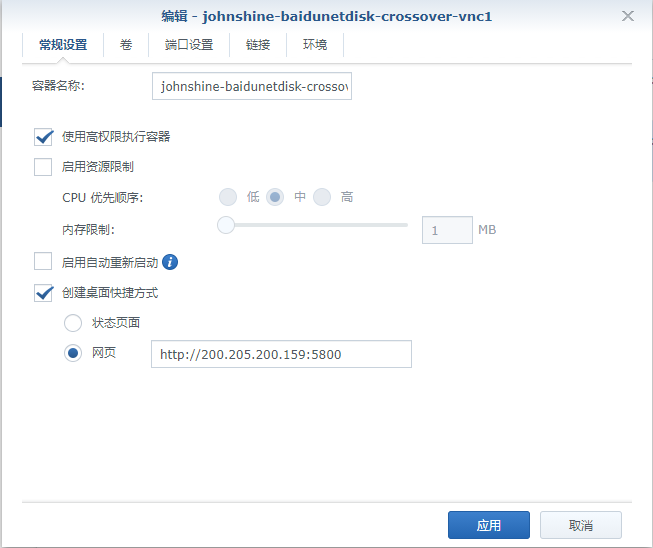 编辑 - johnshine-baidunetdisk-crossover-vnc1
常规设置 卷 端口设置 链接 环境
容器名称: johnshine-baidunetdisk-crossov
使用高权限执行容器
启用资源限制
CPU 优先顺序: 低 中 高
内存限制: 1 MB
启用自动重新启动
创建桌面快捷方式
状态页面
网页 http://200.205.200.159:5800
应用 取消